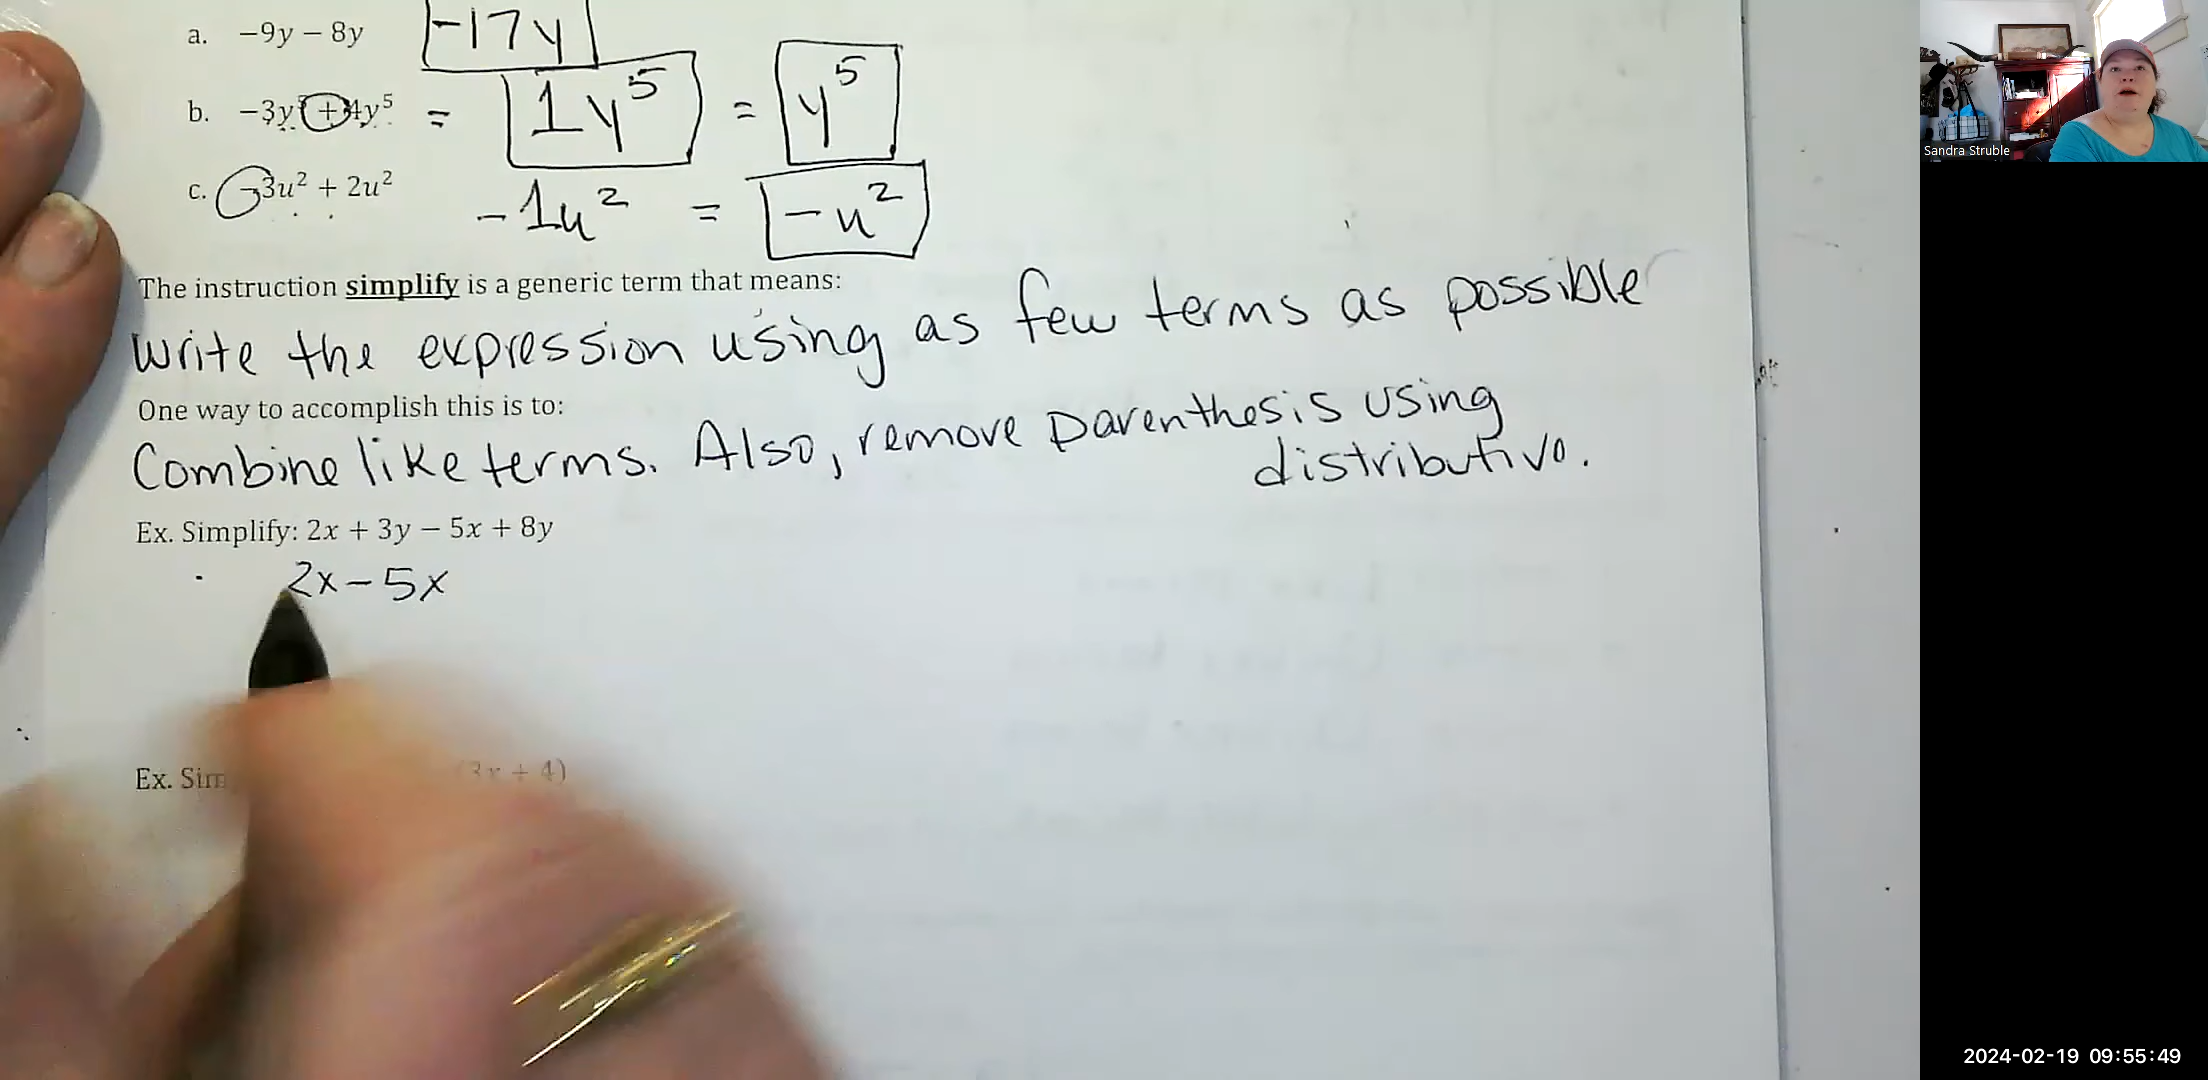 a. −9y − 8y -17y
b. −3y⁵ + 4y⁵ = 1y⁵ = y⁵
c. −3u² + 2u² -1u² = -u²
The instruction simplify is a generic term that means:
write the expression using as few terms as possible
One way to accomplish this is to:
Combine like terms. Also, remove parenthesis using
distributive.
Ex. Simplify: 2x + 3y − 5x + 8y
2x - 5x
Ex. (3x + 4)
Sandra Struble
2024-02-19 09:55:49